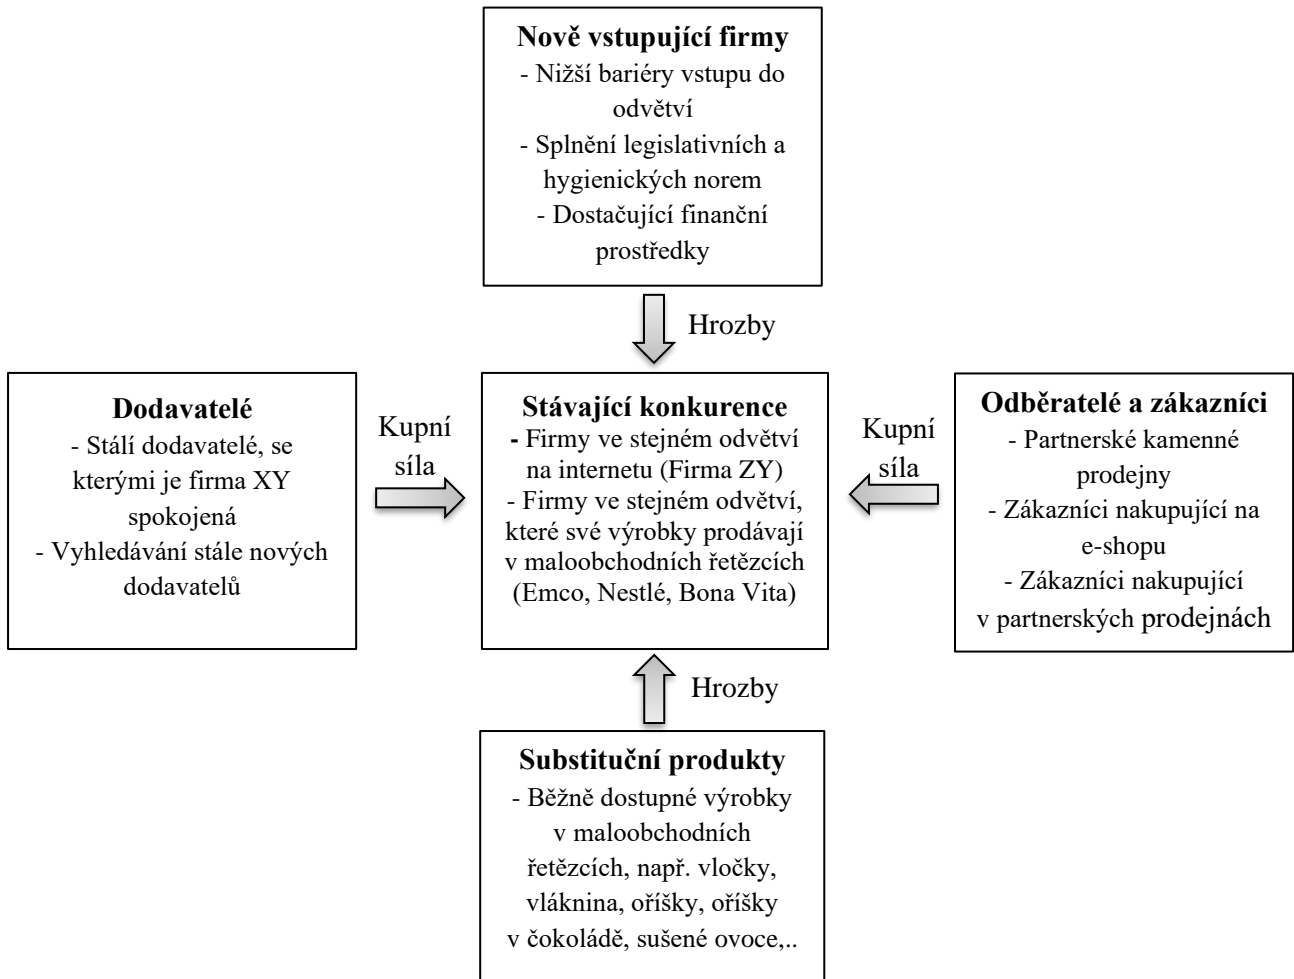 Nově vstupující firmy
- Nižší bariéry vstupu do
odvětví
- Splnění legislativních a
hygienických norem
- Dostačující finanční
prostředky
Hrozby
Dodavatelé
- Stálí dodavatelé, se
kterými je firma XY
spokojená
- Vyhledávání stále nových
dodavatelů
Kupní
síla
Stávající konkurence
- Firmy ve stejném odvětví
na internetu (Firma ZY)
- Firmy ve stejném odvětví,
které své výrobky prodávají
v maloobchodních řetězcích
(Emco, Nestlé, Bona Vita)
Kupní
síla
Odběratelé a zákazníci
- Partnerské kamenné
prodejny
- Zákazníci nakupující na
e-shopu
- Zákazníci nakupující
v partnerských prodejnách
Hrozby
Substituční produkty
- Běžně dostupné výrobky
v maloobchodních
řetězcích, např. vločky,
vláknina, oříšky, oříšky
v čokoládě, sušené ovoce,..